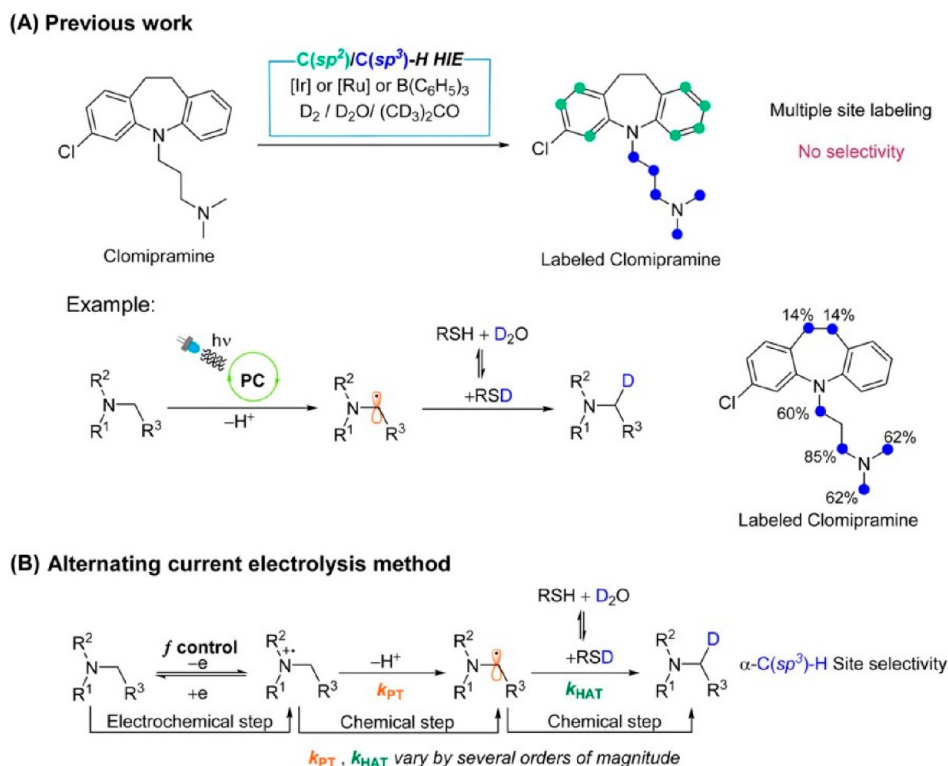 (A) Previous work
C(sp²)/C(sp³)-H HIE
[Ir] or [Ru] or B(C₆H₅)₃
D₂ / D₂O/ (CD₃)₂CO
Cl
N
N
Clomipramine
Cl
N
N
Labeled Clomipramine
Multiple site labeling
No selectivity
Example:
hν
PC
–H⁺
R²
N
R¹
R³
R²
N
R¹
R³
RSH + D₂O
+RSD
R²
D
N
R¹
R³
14% 14%
Cl
N
60%
85%
N
62%
62%
Labeled Clomipramine
(B) Alternating current electrolysis method
R²
N
R¹
R³
f control
–e
+e
Electrochemical step
R²
N
+•
R¹
R³
–H⁺
kPT
Chemical step
R²
N
R¹
R³
RSH + D₂O
+RSD
kHAT
Chemical step
R²
D
N
R¹
R³
α-C(sp³)-H Site selectivity
kPT , kHAT vary by several orders of magnitude